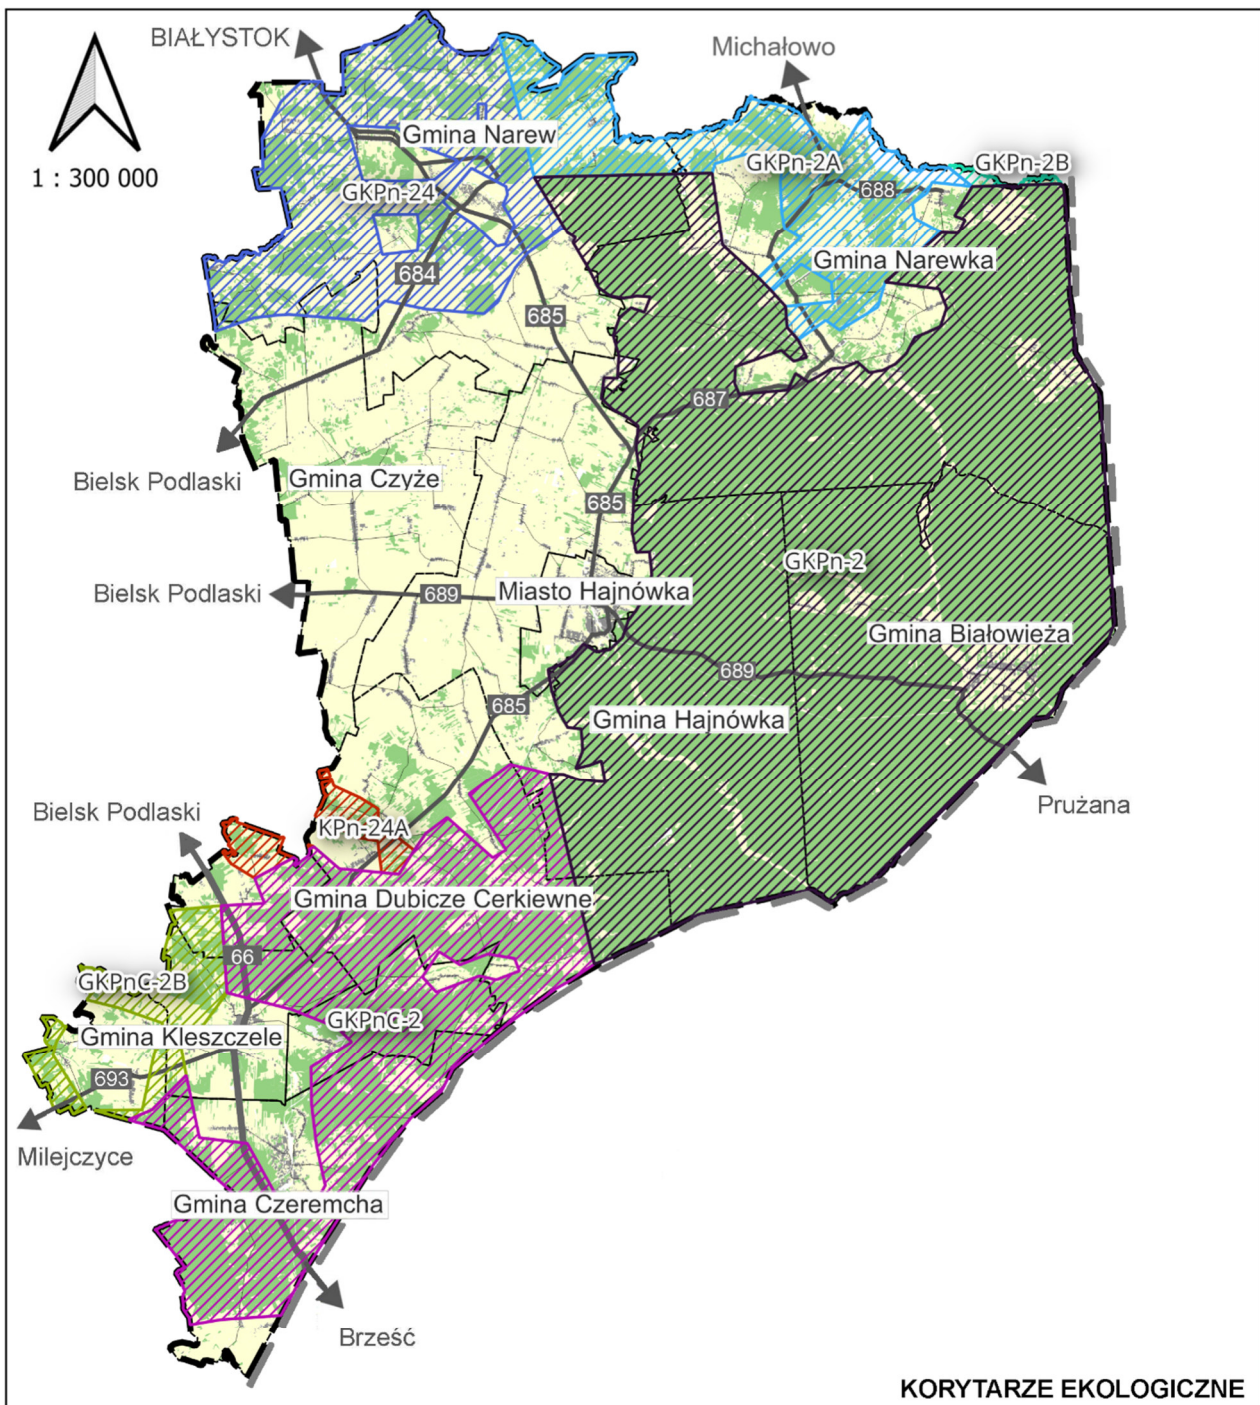 BIAŁYSTOK
Michałowo
1 : 300 000
Gmina Narew
GKPn-2A
GKPn-2B
GKPn-24
688
Gmina Narewka
684
685
687
Bielsk Podlaski
Gmina Czyże
685
GKPn-2
Bielsk Podlaski
689
Miasto Hajnówka
Gmina Białowieża
689
685
Gmina Hajnówka
Prużana
Bielsk Podlaski
KPn-24A
Gmina Dubicze Cerkiewne
66
GKPnC-2B
GKPnC-2
Gmina Kleszczele
693
Milejczyce
Gmina Czeremcha
Brześć
KORYTARZE EKOLOGICZNE